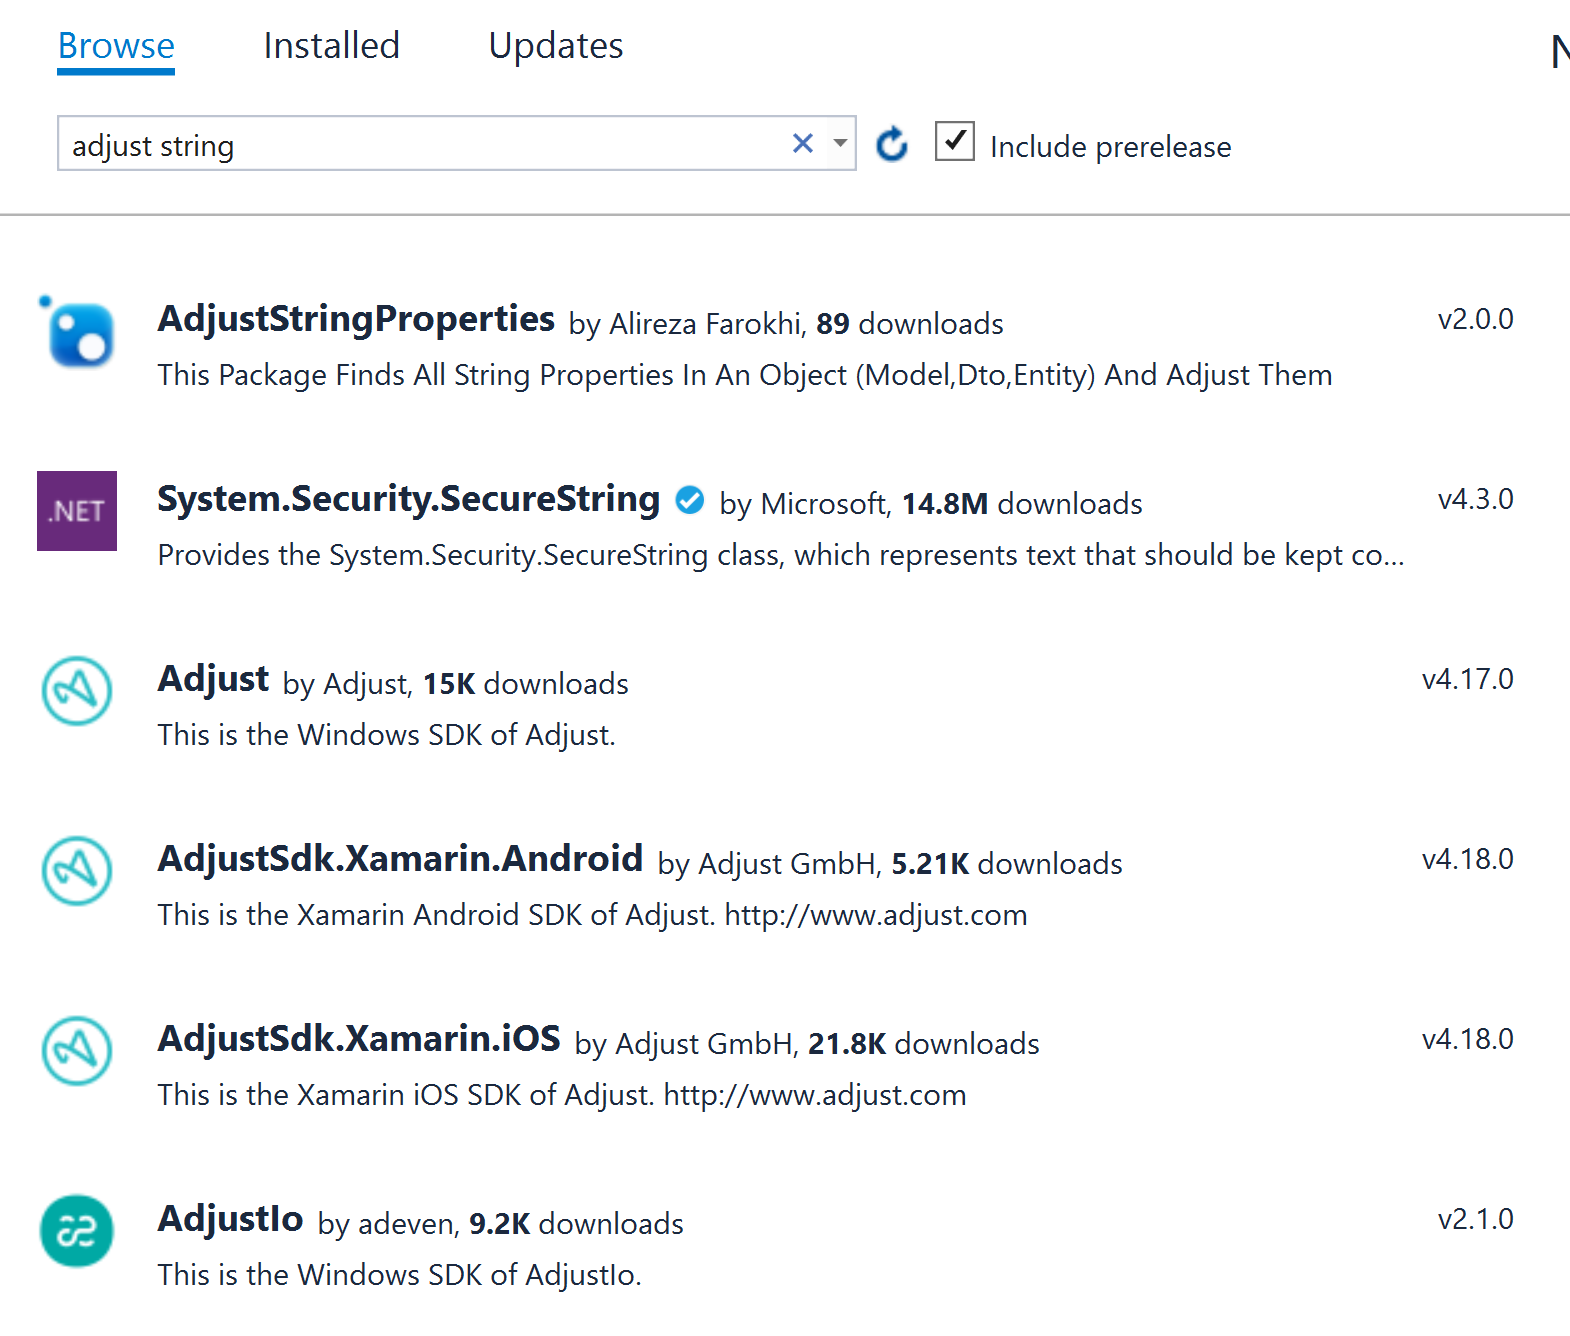 Browse Installed Updates N
adjust string Include prerelease
AdjustStringProperties by Alireza Farokhi, 89 downloads v2.0.0
This Package Finds All String Properties In An Object (Model,Dto,Entity) And Adjust Them
.NET System.Security.SecureString by Microsoft, 14.8M downloads v4.3.0
Provides the System.Security.SecureString class, which represents text that should be kept co...
Adjust by Adjust, 15K downloads v4.17.0
This is the Windows SDK of Adjust.
AdjustSdk.Xamarin.Android by Adjust GmbH, 5.21K downloads v4.18.0
This is the Xamarin Android SDK of Adjust. http://www.adjust.com
AdjustSdk.Xamarin.iOS by Adjust GmbH, 21.8K downloads v4.18.0
This is the Xamarin iOS SDK of Adjust. http://www.adjust.com
AdjustIo by adeven, 9.2K downloads v2.1.0
This is the Windows SDK of AdjustIo.